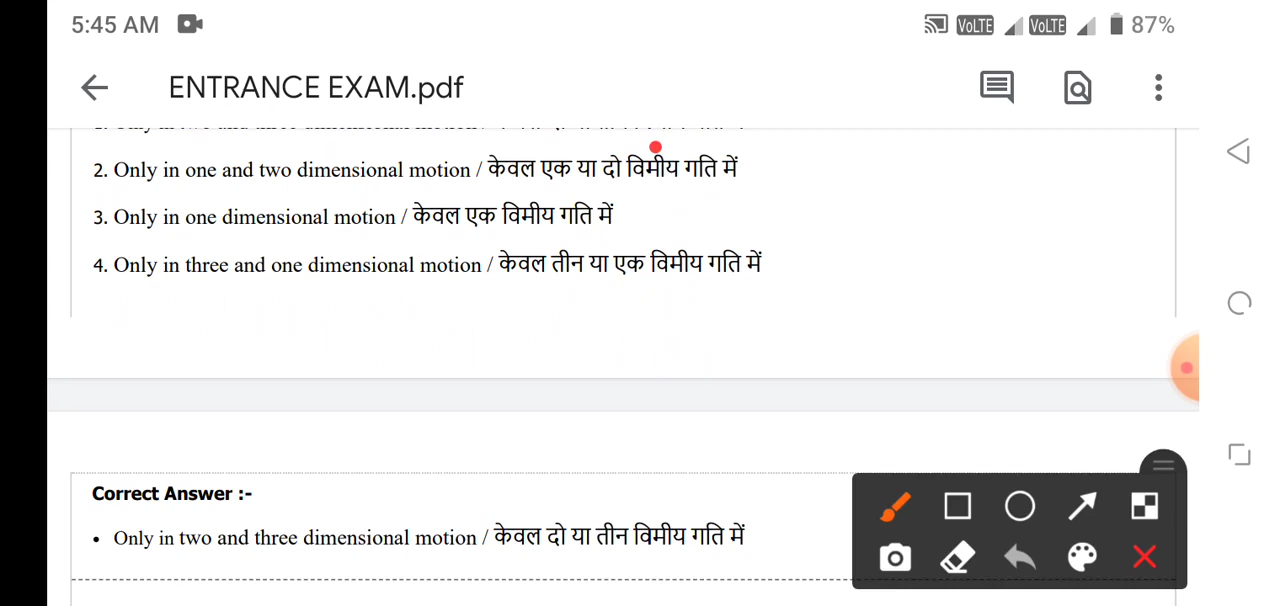 5:45 AM VoLTE VoLTE 87%
ENTRANCE EXAM.pdf
2. Only in one and two dimensional motion / केवल एक या दो विमीय गति में
3. Only in one dimensional motion / केवल एक विमीय गति में
4. Only in three and one dimensional motion / केवल तीन या एक विमीय गति में
Correct Answer :-
• Only in two and three dimensional motion / केवल दो या तीन विमीय गति में